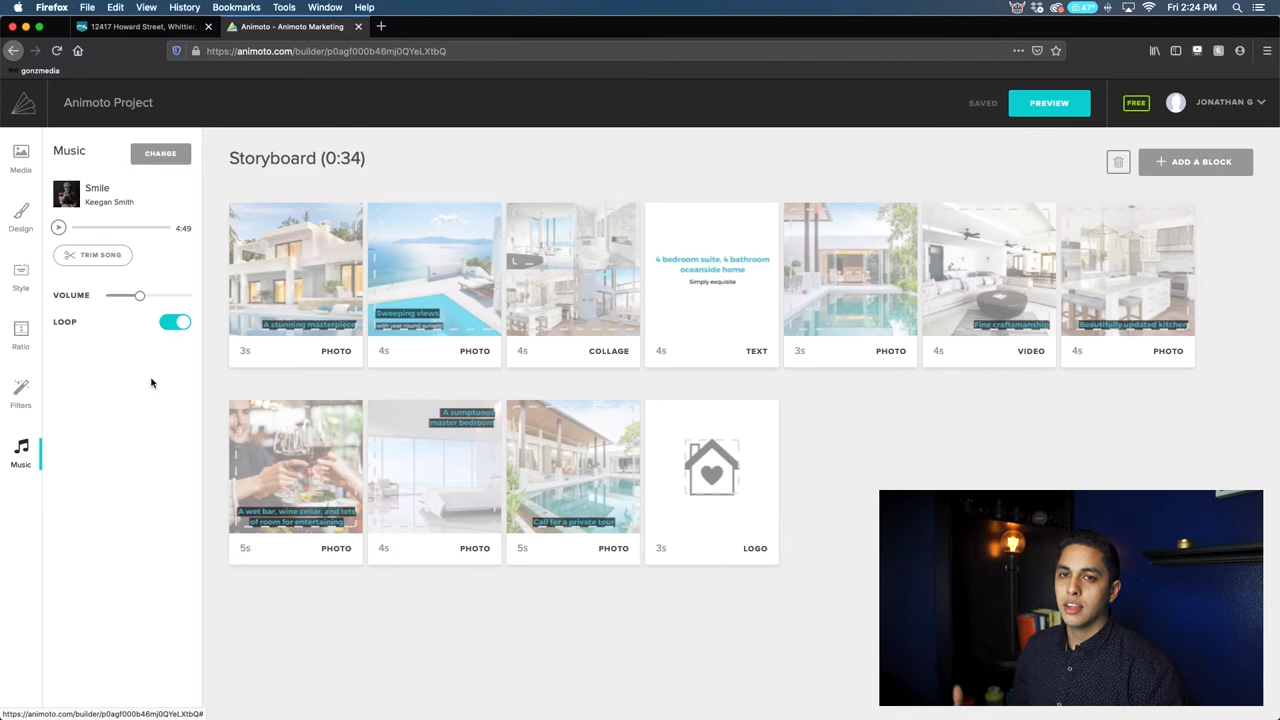 Firefox File Edit View History Bookmarks Tools Window Help
47°
Fri 2:24 PM
12417 Howard Street, Whittier,
Animoto - Animoto Marketing
https://animoto.com/builder/p0agf000b46mj0QYeLXtbQ
gonzmedia
Animoto Project
SAVED
PREVIEW
FREE
JONATHAN G
Media
Design
Style
Ratio
Filters
Music
Music
CHANGE
Smile
Keegan Smith
4:49
TRIM SONG
VOLUME
LOOP
Storyboard (0:34)
+ ADD A BLOCK
A stunning masterpiece
3s PHOTO
Sweeping views
with year-round sunsets
4s PHOTO
4s COLLAGE
4 bedroom suite, 4 bathroom
oceanside home
Simply exquisite
4s TEXT
3s PHOTO
Fine craftsmanship
4s VIDEO
Beautifully updated kitchen
4s PHOTO
A wet bar, wine cellar, and lots
of room for entertaining
5s PHOTO
A sumptuous
master bedroom
4s PHOTO
Call for a private tour
5s PHOTO
3s LOGO
https://animoto.com/builder/p0agf000b46mj0QYeLXtbQ#